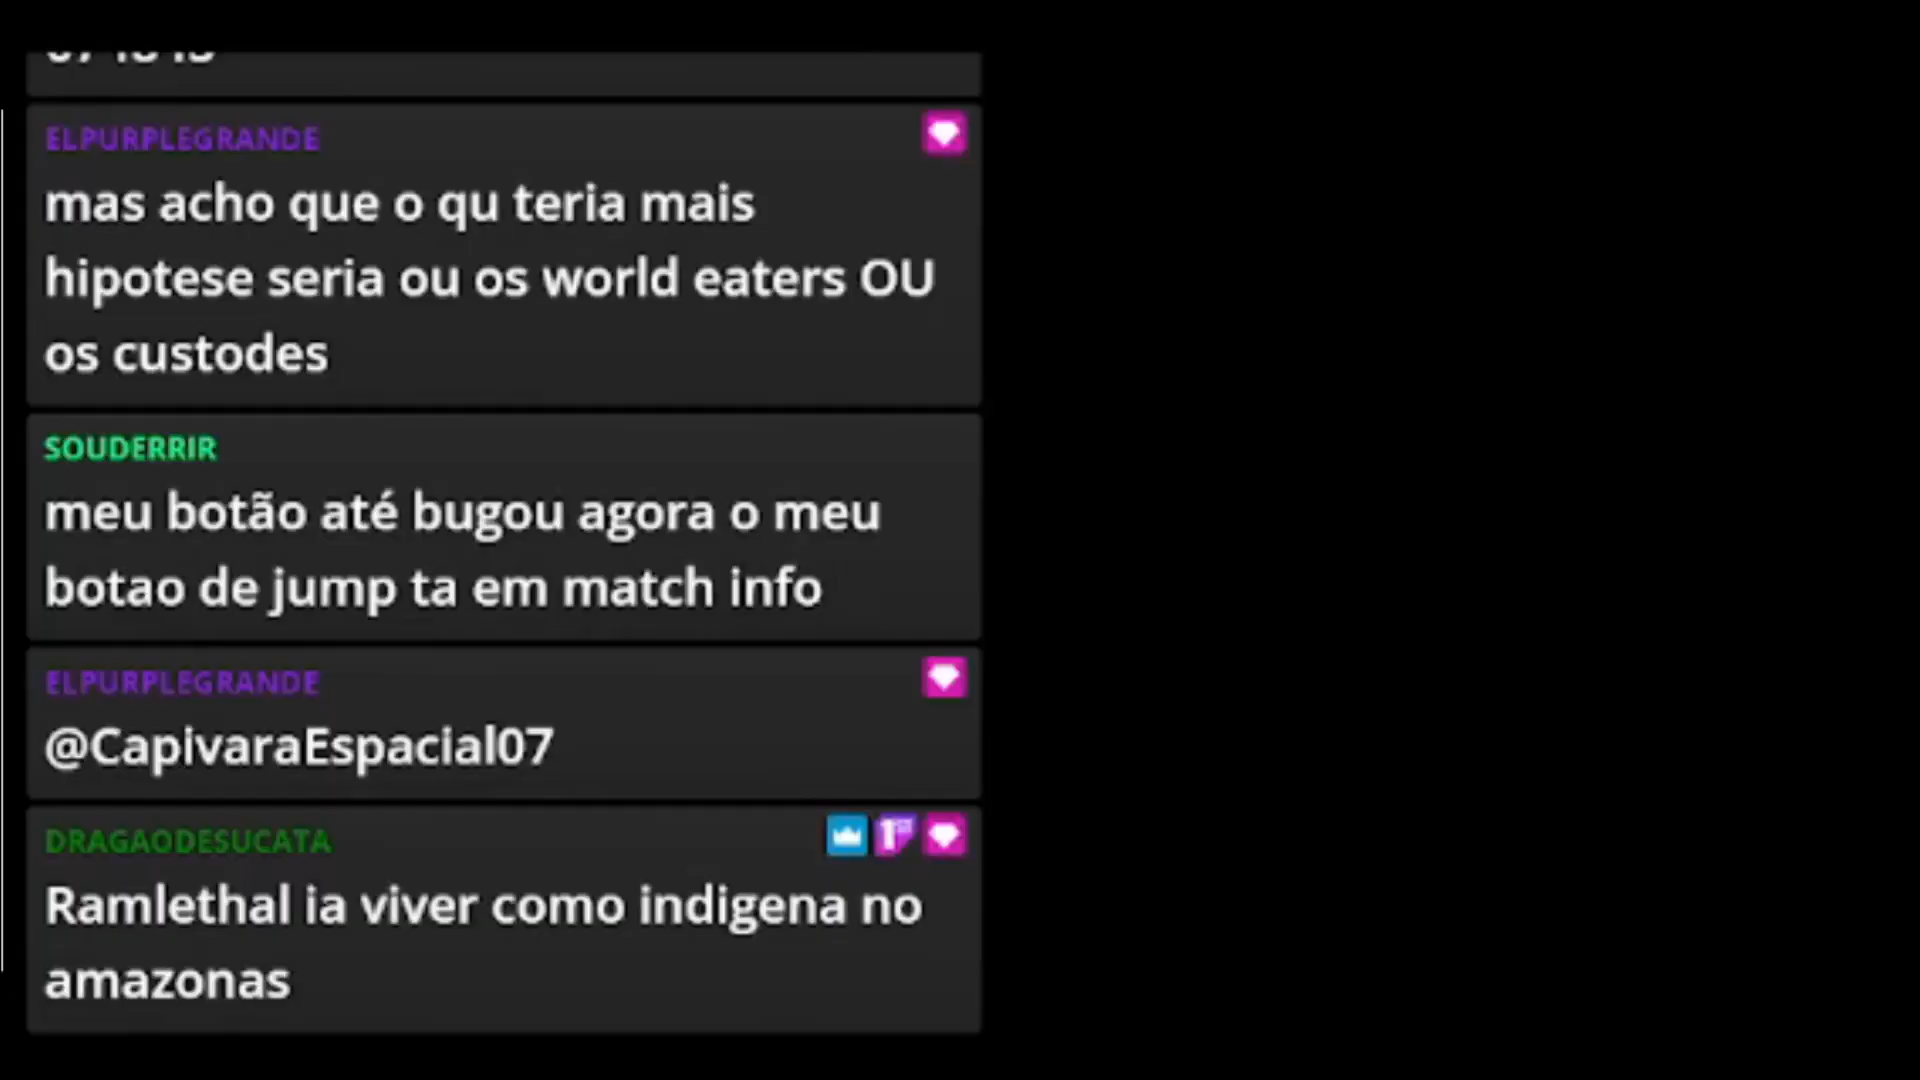 ELPURPLEGRANDE
mas acho que o qu teria mais
hipotese seria ou os world eaters OU
os custodes
SOUDERRIR
meu botão até bugou agora o meu
botao de jump ta em match info
ELPURPLEGRANDE
@CapivaraEspacial07
DRAGAODESUCATA
Ramlethal ia viver como indigena no
amazonas